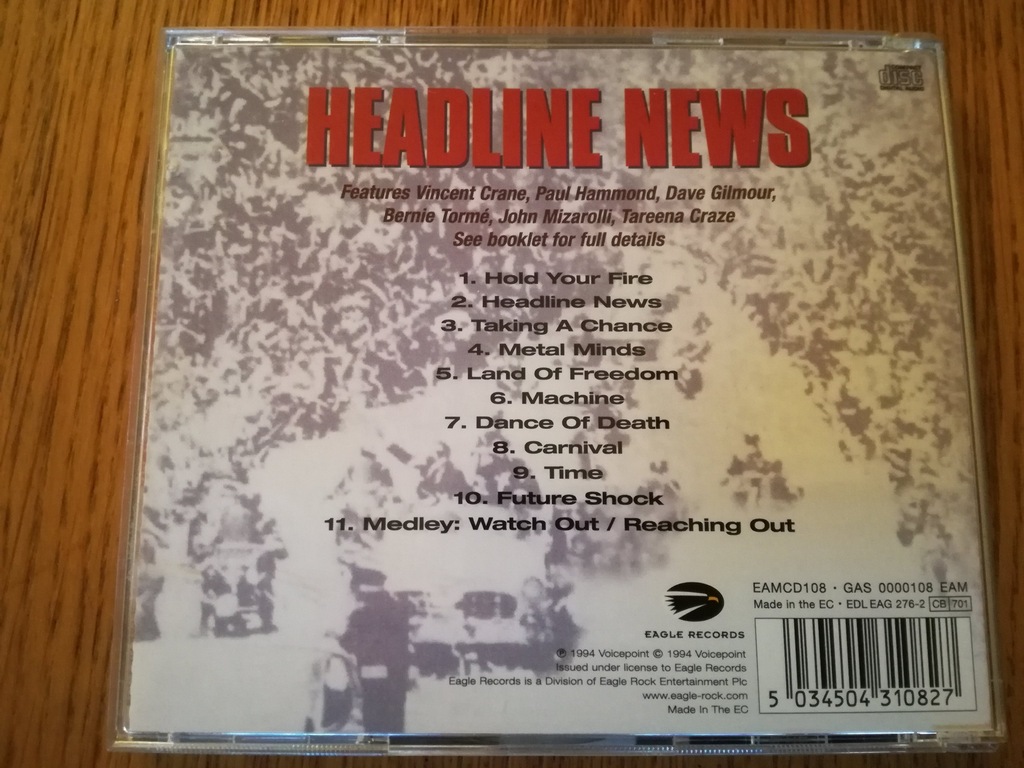 COMPACT
DISC
DIGITAL AUDIO
HEADLINE NEWS
Features Vincent Crane, Paul Hammond, Dave Gilmour,
Bernie Tormé, John Mizarolli, Tareena Craze
See booklet for full details
1. Hold Your Fire
2. Headline News
3. Taking A Chance
4. Metal Minds
5. Land Of Freedom
6. Machine
7. Dance Of Death
8. Carnival
9. Time
10. Future Shock
11. Medley: Watch Out / Reaching Out
EAGLE RECORDS
EAMCD108 · GAS 0000108 EAM
Made in the EC · EDL EAG 276-2 CB 701
℗ 1994 Voicepoint © 1994 Voicepoint
Issued under license to Eagle Records
Eagle Records is a Division of Eagle Rock Entertainment Plc
www.eagle-rock.com
Made In The EC
5 034504 310827